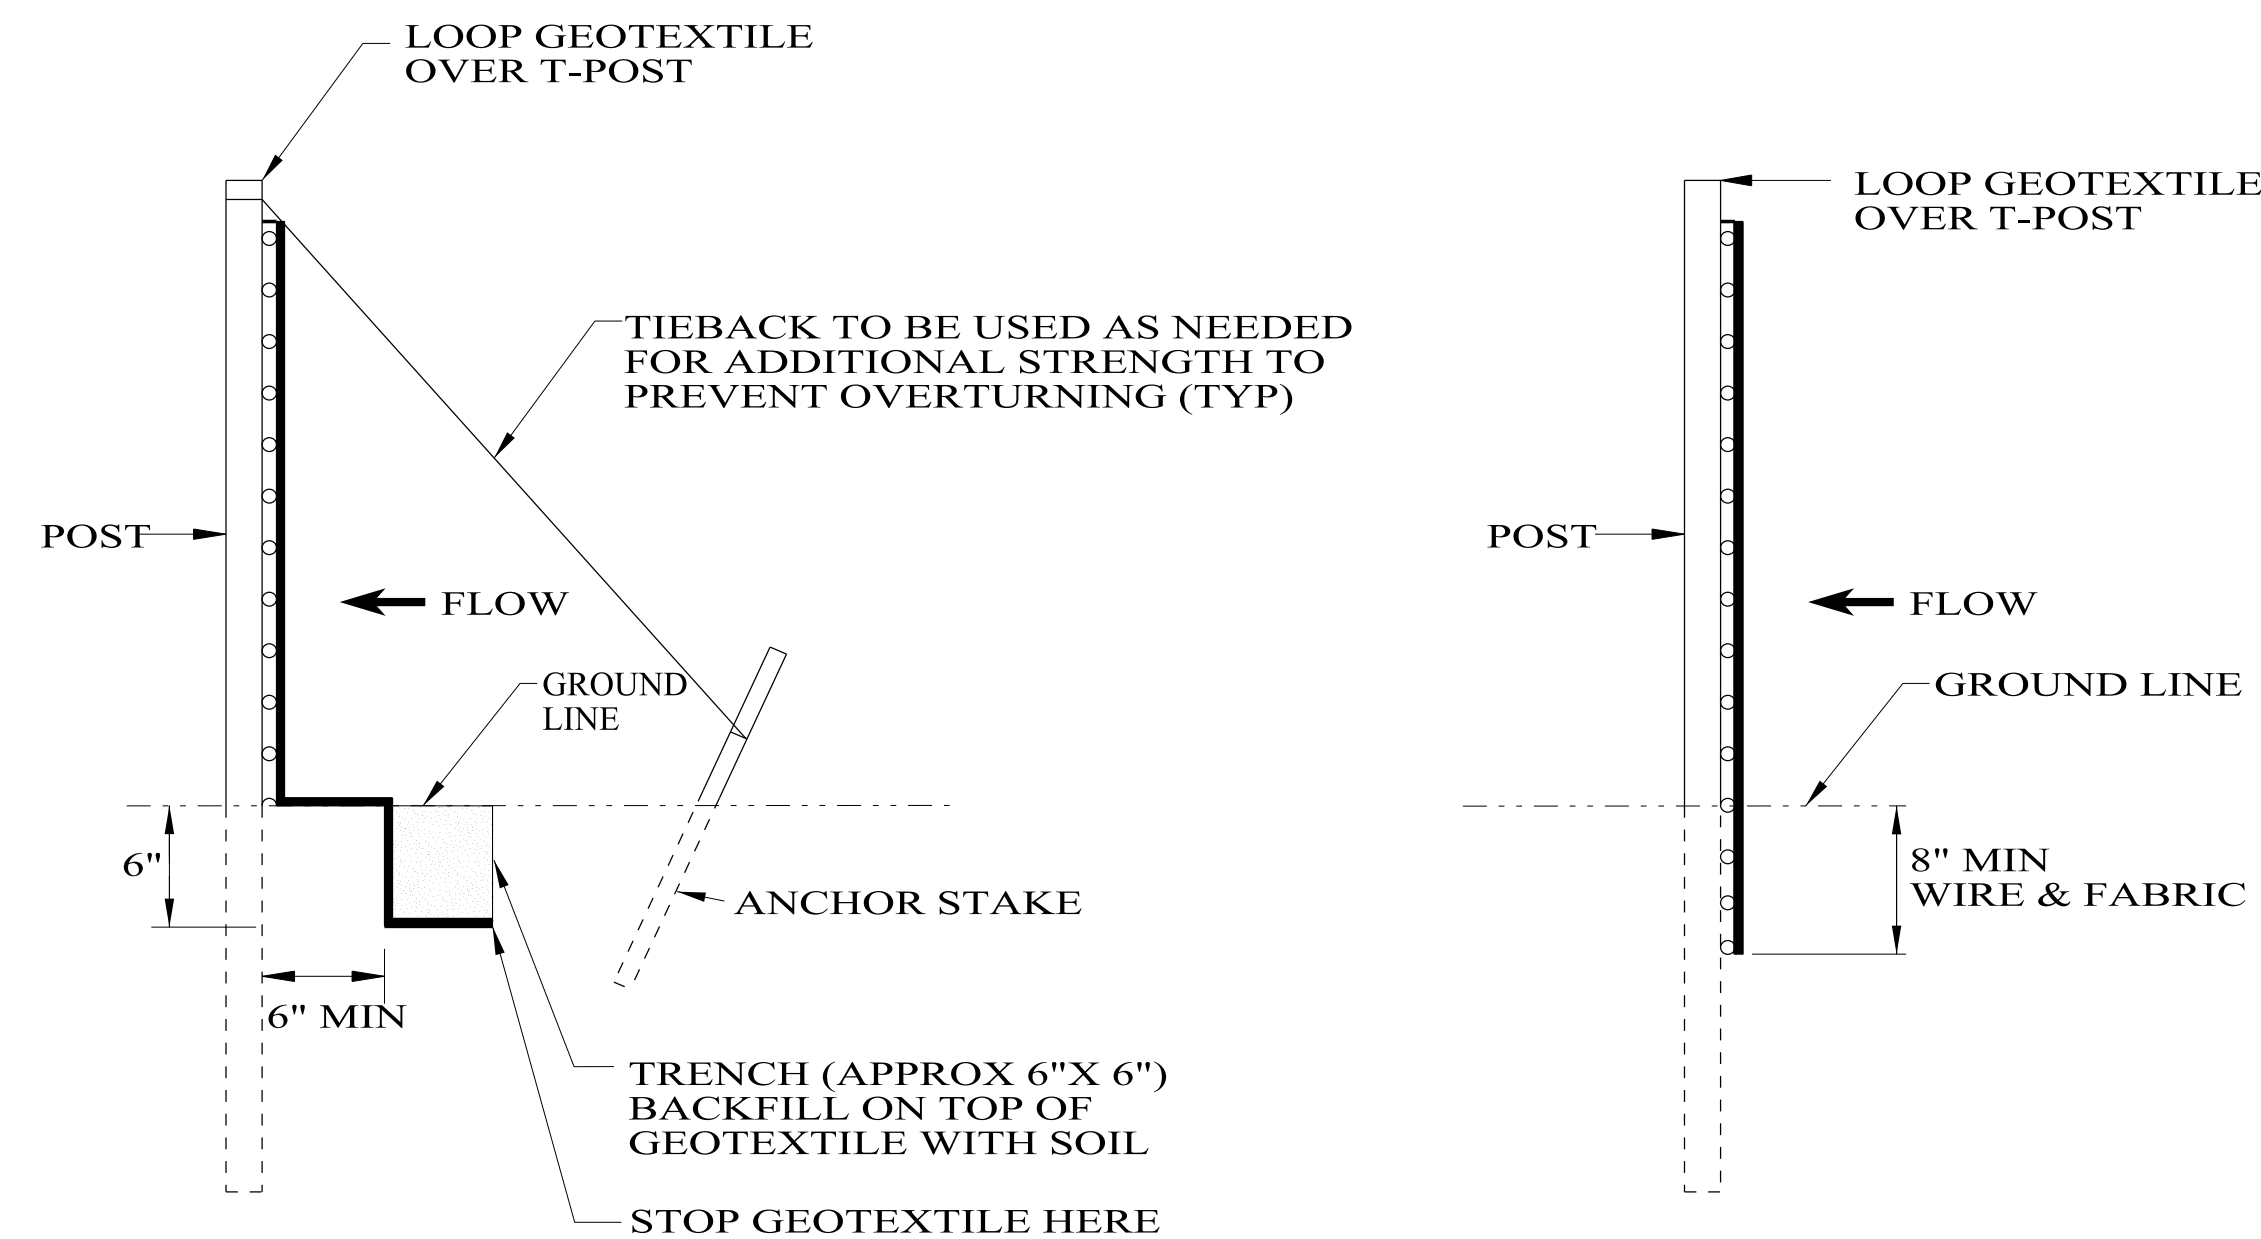 LOOP GEOTEXTILE
OVER T-POST
TIEBACK TO BE USED AS NEEDED
FOR ADDITIONAL STRENGTH TO
PREVENT OVERTURNING (TYP)
POST
FLOW
GROUND
LINE
6"
ANCHOR STAKE
6" MIN
TRENCH (APPROX 6"X 6")
BACKFILL ON TOP OF
GEOTEXTILE WITH SOIL
STOP GEOTEXTILE HERE
LOOP GEOTEXTILE
OVER T-POST
POST
FLOW
GROUND LINE
8" MIN
WIRE & FABRIC